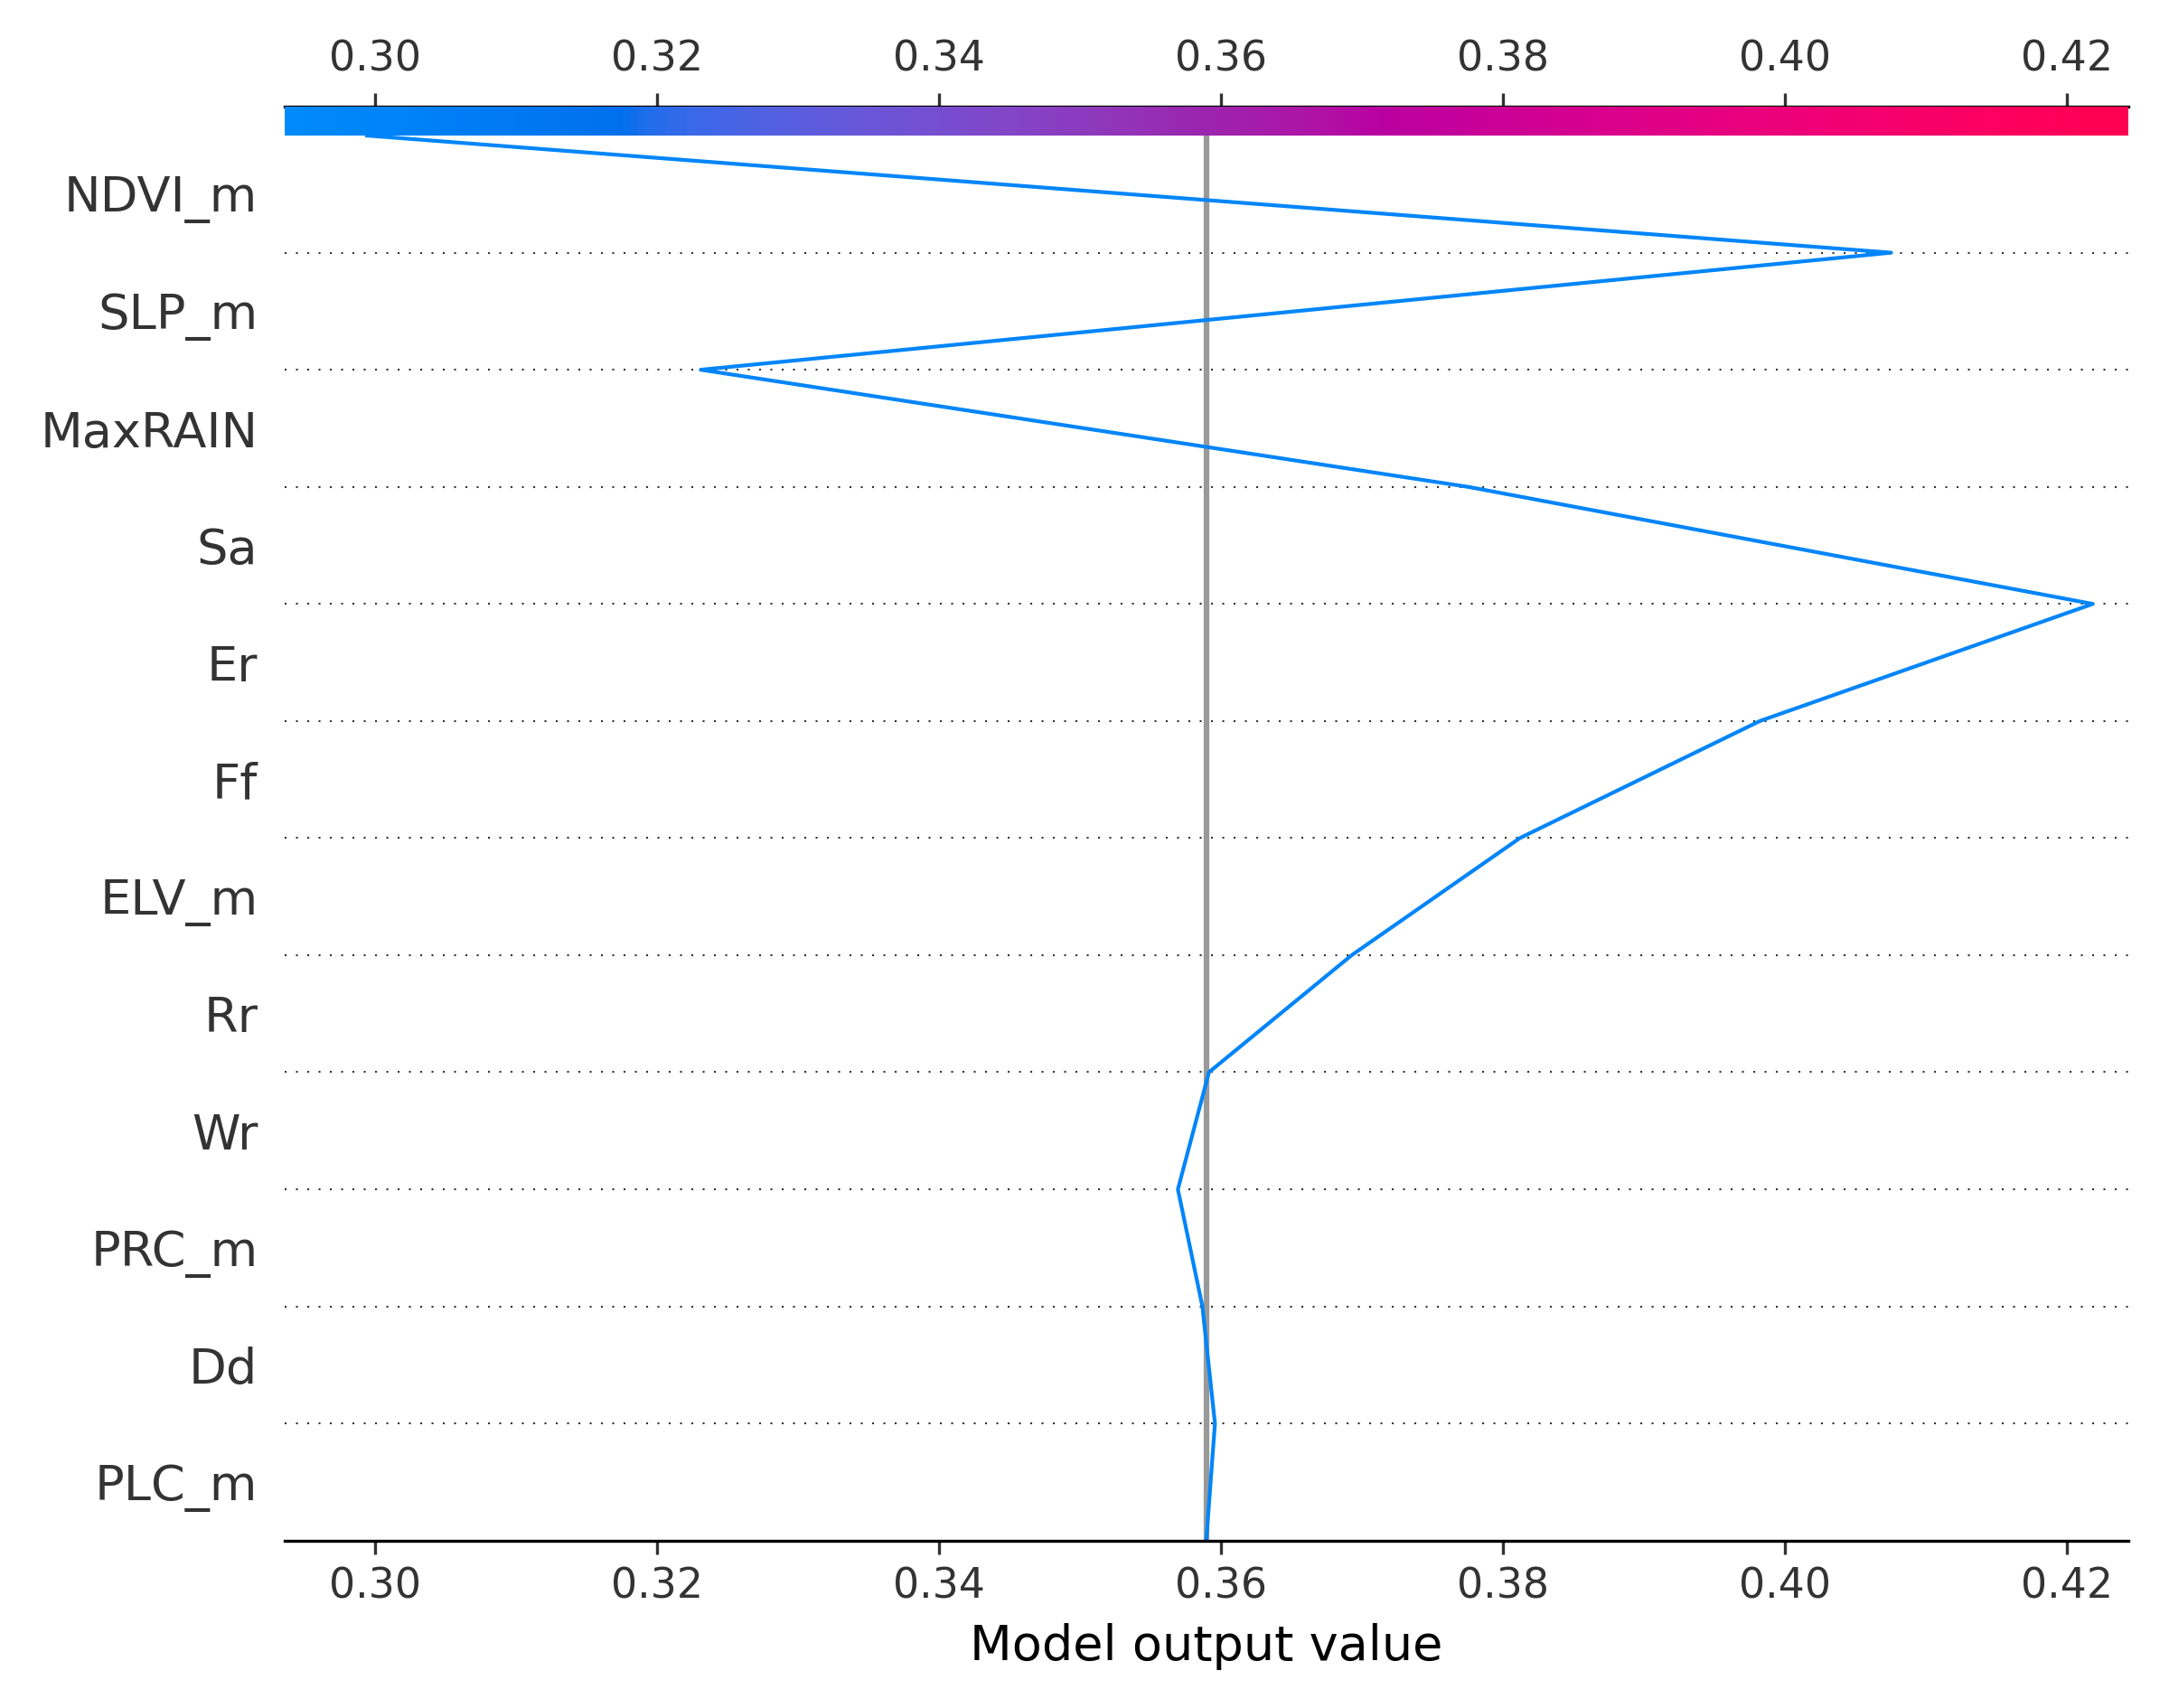 0.30 0.32 0.34 0.36 0.38 0.40 0.42
NDVI_m
SLP_m
MaxRAIN
Sa
Er
Ff
ELV_m
Rr
Wr
PRC_m
Dd
PLC_m
0.30 0.32 0.34 0.36 0.38 0.40 0.42
Model output value